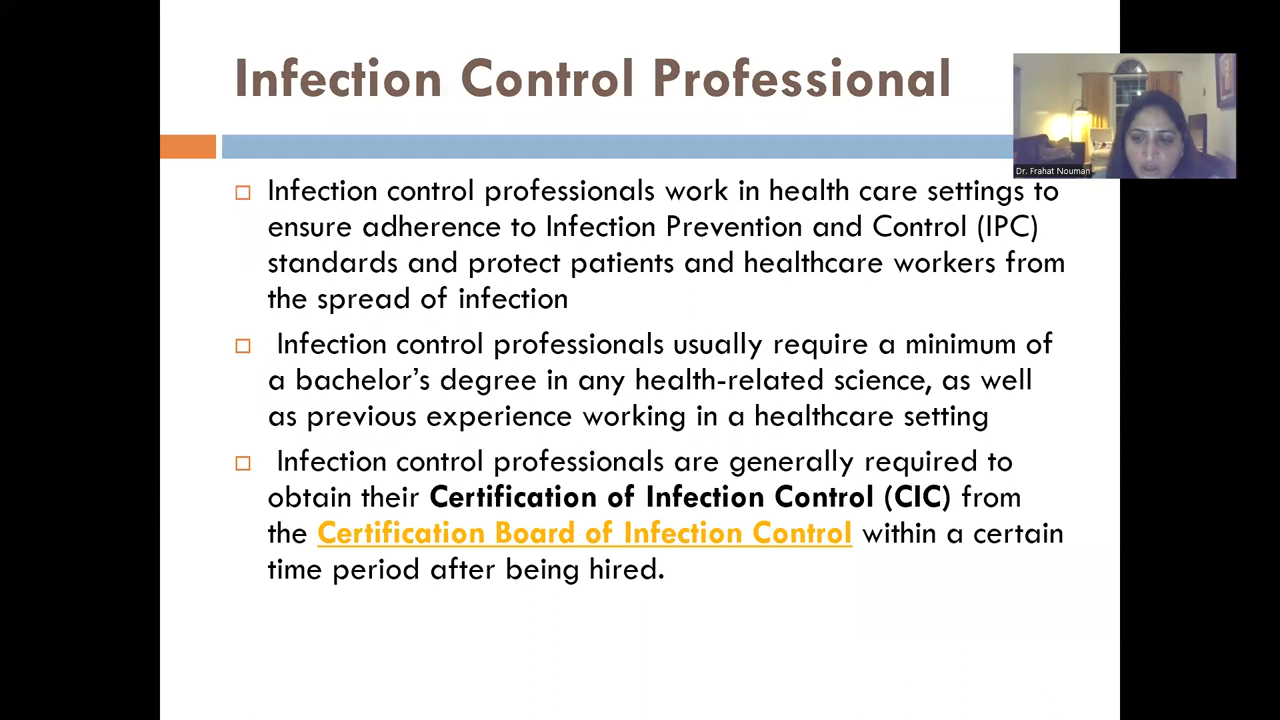 Infection Control Professional
Dr. Frahat Nouman
Infection control professionals work in health care settings to
ensure adherence to Infection Prevention and Control (IPC)
standards and protect patients and healthcare workers from
the spread of infection
Infection control professionals usually require a minimum of
a bachelor’s degree in any health-related science, as well
as previous experience working in a healthcare setting
Infection control professionals are generally required to
obtain their Certification of Infection Control (CIC) from
the Certification Board of Infection Control within a certain
time period after being hired.